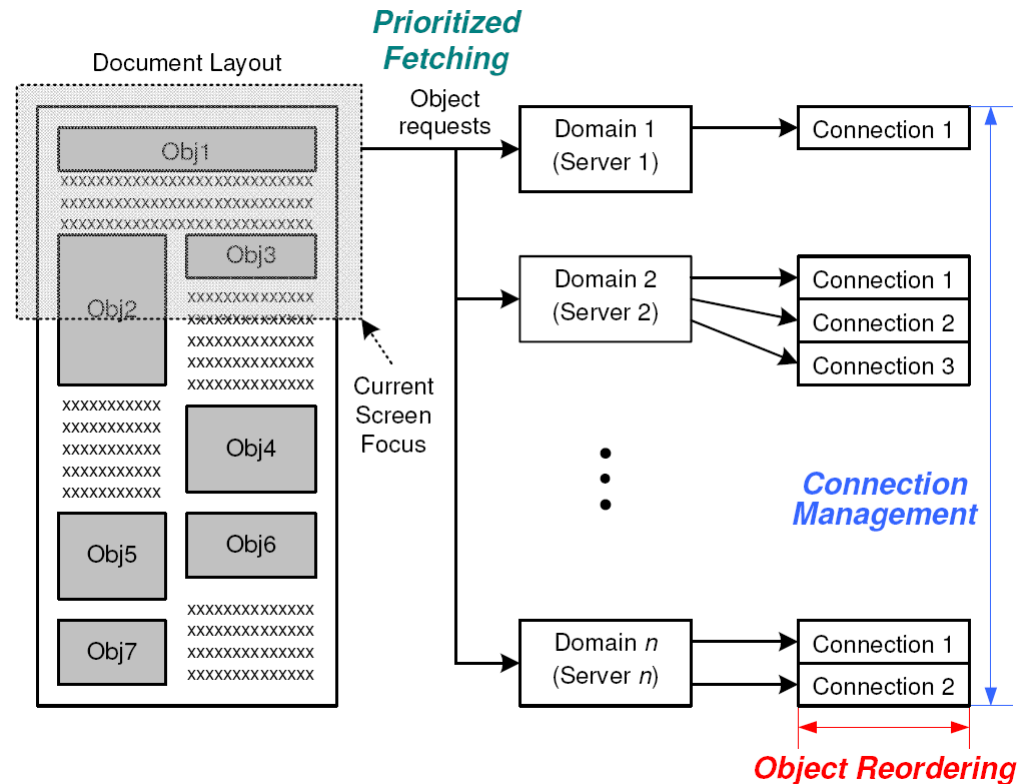 Prioritized
Fetching
Document Layout
Object
requests
Obj1
xxxxxxxxxxxxxxxxxxxxxxxxxxxx
xxxxxxxxxxxxxxxxxxxxxxxxxxxx
xxxxxxxxxxxxxxxxxxxxxxxxxxxx
Obj2
Obj3
xxxxxxxxxxxxxx
xxxxxxxxxxxxxx
xxxxxxxxxxxxxx
xxxxxxxxxxxxxx
xxxxxxxxxxxxxx
xxxxxxxxxxx
xxxxxxxxxxx
xxxxxxxxxxx
xxxxxxxxxxx
xxxxxxxxxxx
Obj4
Obj5
Obj6
Obj7
xxxxxxxxxxxxxx
xxxxxxxxxxxxxx
xxxxxxxxxxxxxx
xxxxxxxxxxxxxx
Current
Screen
Focus
Domain 1
(Server 1)
Connection 1
Domain 2
(Server 2)
Connection 1
Connection 2
Connection 3
Connection
Management
Domain n
(Server n)
Connection 1
Connection 2
Object Reordering